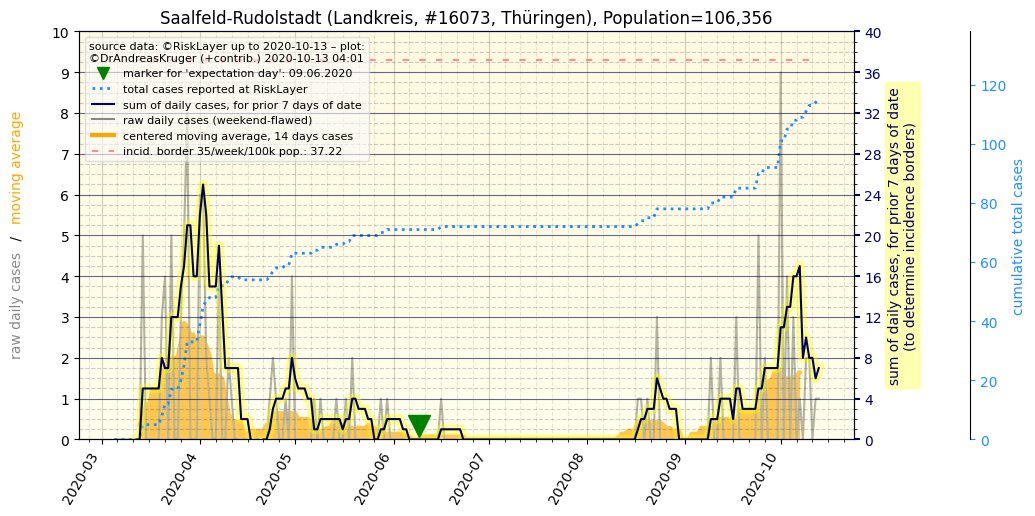 Saalfeld-Rudolstadt (Landkreis, #16073, Thüringen), Population=106,356
source data: ©RiskLayer up to 2020-10-13 – plot:
©DrAndreasKruger (+contrib.) 2020-10-13 04:01
marker for 'expectation day': 09.06.2020
total cases reported at RiskLayer
sum of daily cases, for prior 7 days of date
raw daily cases (weekend-flawed)
centered moving average, 14 days cases
incid. border 35/week/100k pop.: 37.22
raw daily cases / moving average
10
9
8
7
6
5
4
3
2
1
0
2020-03
2020-04
2020-05
2020-06
2020-07
2020-08
2020-09
2020-10
40
36
32
28
24
20
16
12
8
4
0
sum of daily cases, for prior 7 days of date
(to determine incidence borders)
120
100
80
60
40
20
0
cumulative total cases